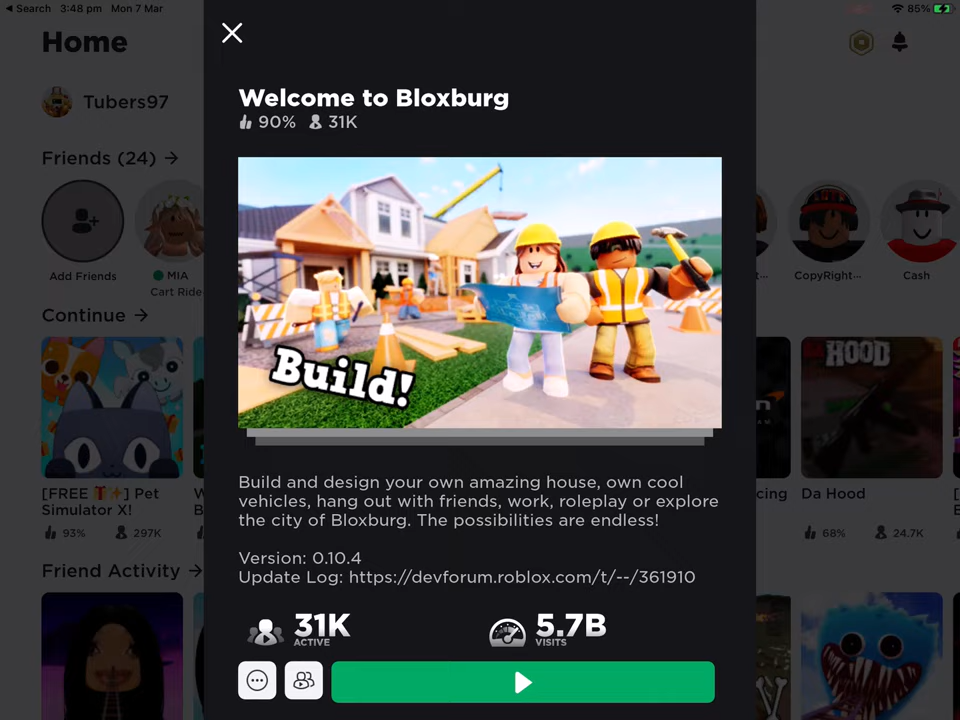 Search 3:48 pm Mon 7 Mar
85%
Home
Tubers97
Friends (24)
Add Friends
MIA
Cart Ride
CopyRight...
Cash
Continue
[FREE 🎁✨] Pet
Simulator X!
93% 297K
HOOD
Da Hood
68% 24.7K
Friend Activity
Welcome to Bloxburg
90% 31K
Build!
Build and design your own amazing house, own cool
vehicles, hang out with friends, work, roleplay or explore
the city of Bloxburg. The possibilities are endless!
Version: 0.10.4
Update Log: https://devforum.roblox.com/t/--/361910
31K
ACTIVE
5.7B
VISITS